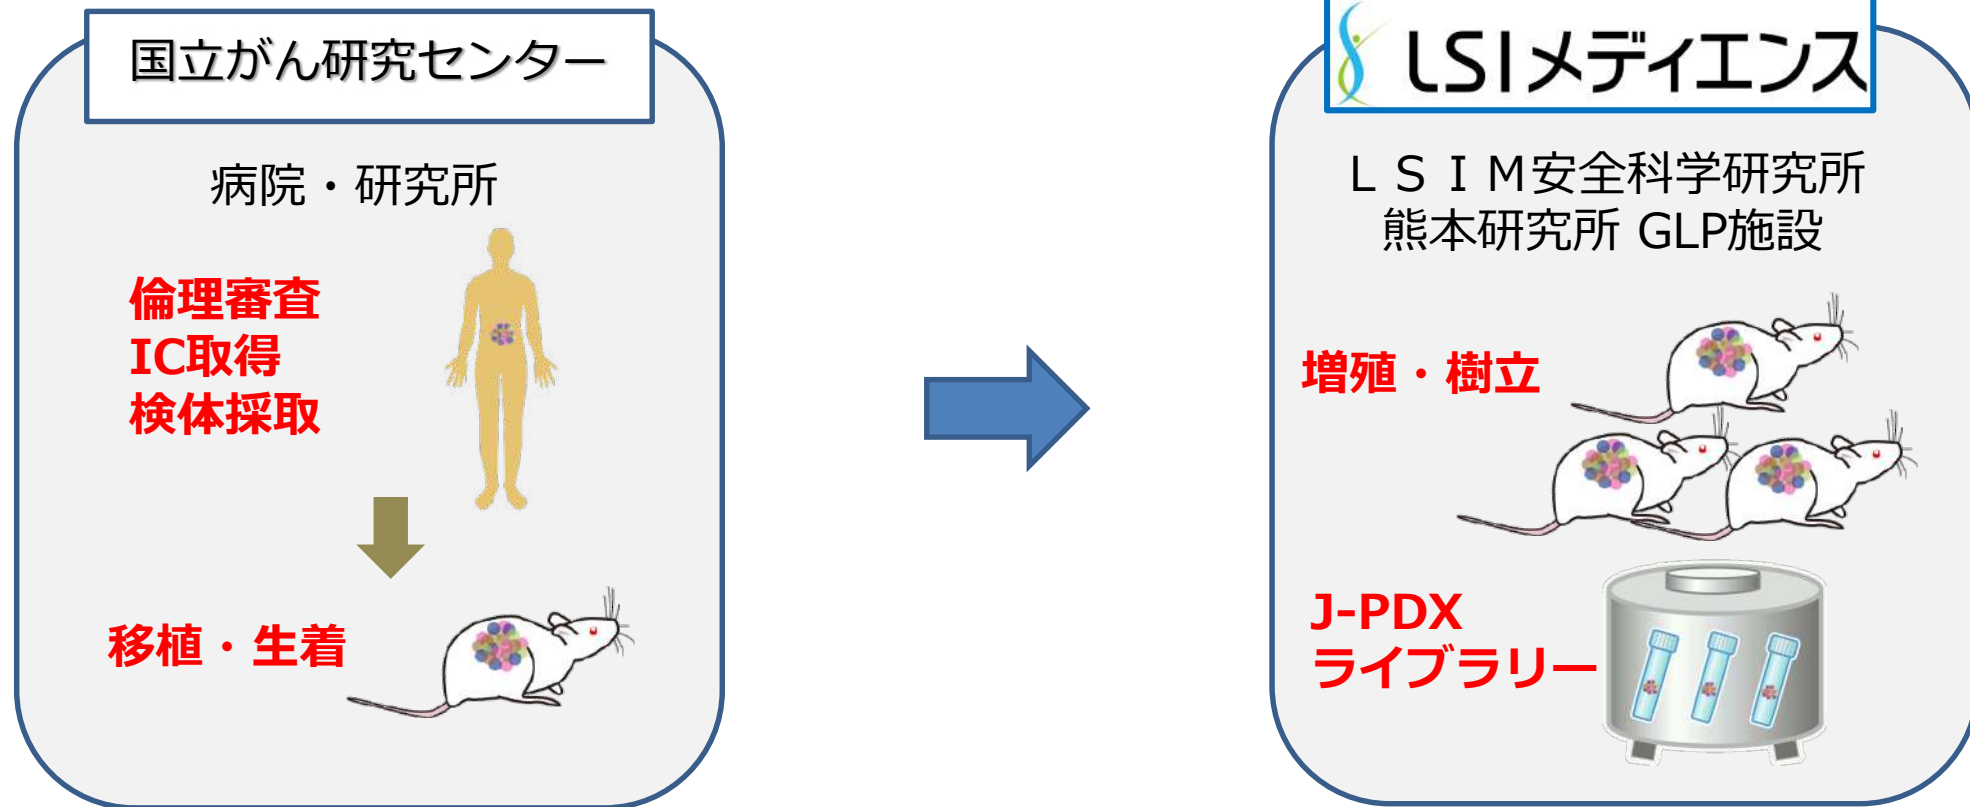 国立がん研究センター
病院・研究所
倫理審査
IC取得
検体採取
移植・生着
LSIメディエンス
ＬＳＩＭ安全科学研究所
熊本研究所 GLP施設
増殖・樹立
J-PDX
ライブラリー